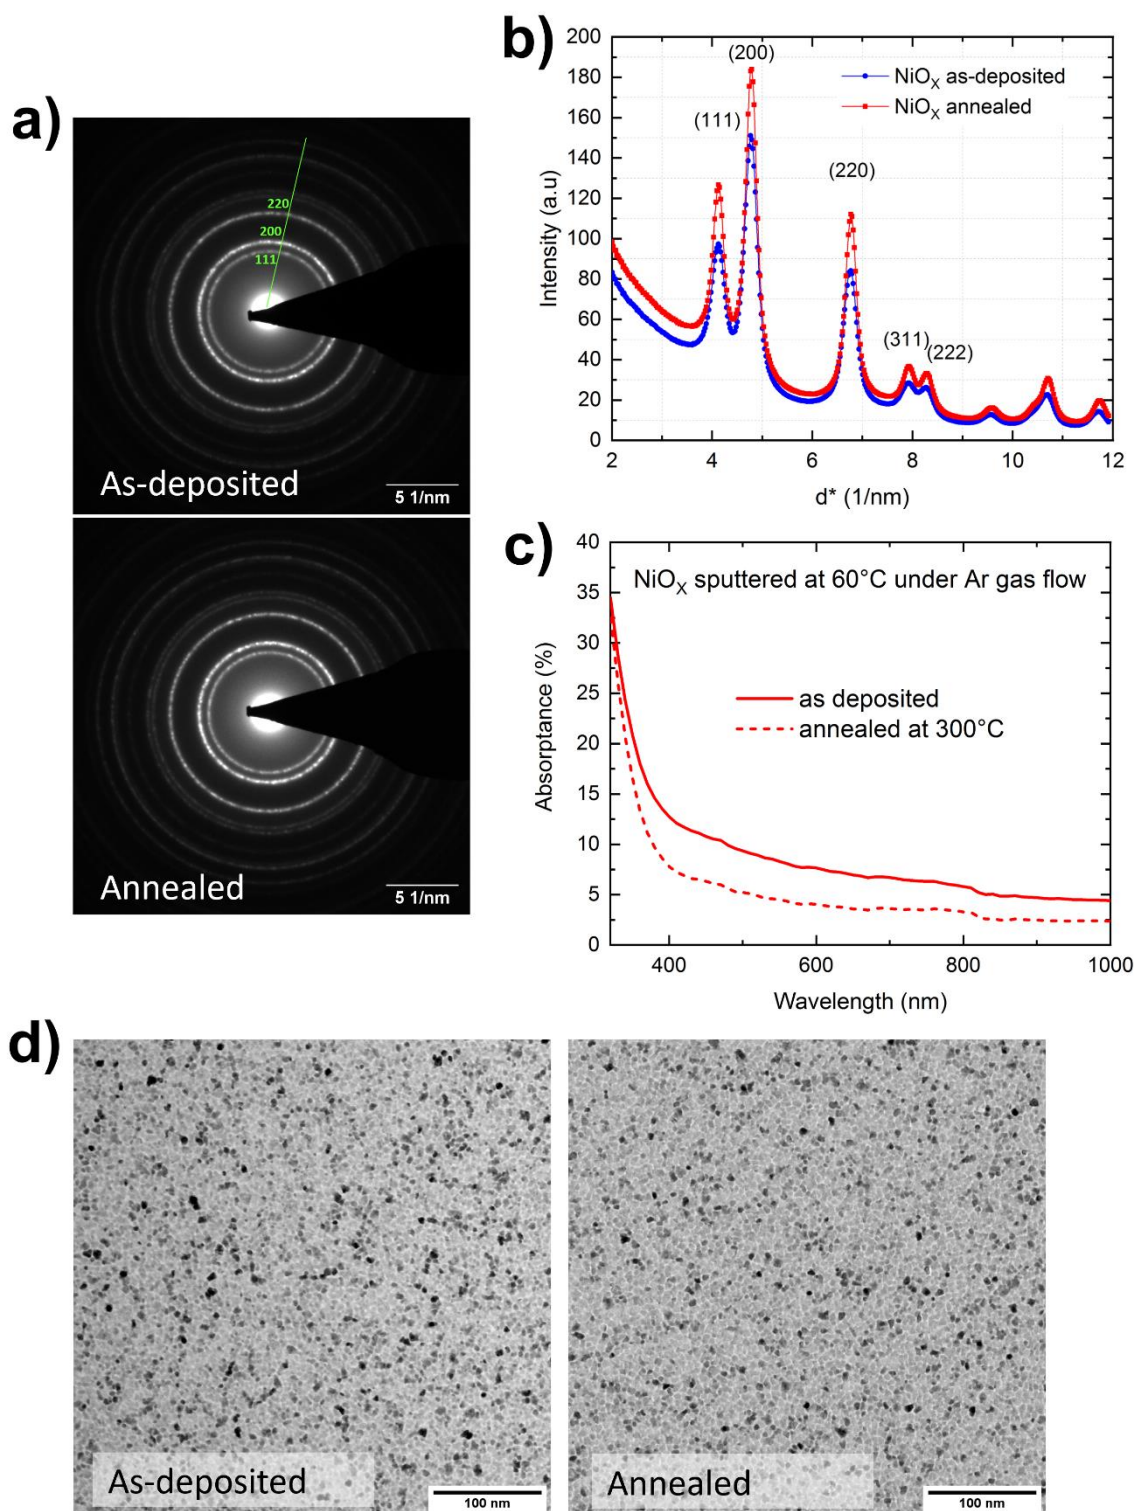 a)
220
200
111
As-deposited
5 1/nm
Annealed
5 1/nm
b)
200
180
160
140
120
100
80
60
40
20
0
Intensity (a.u)
(200)
(111)
(220)
(311)
(222)
NiOX as-deposited
NiOX annealed
2 4 6 8 10 12
d* (1/nm)
c)
40
35
30
25
20
15
10
5
0
Absorptance (%)
NiOX sputtered at 60°C under Ar gas flow
as deposited
annealed at 300°C
400 600 800 1000
Wavelength (nm)
d)
As-deposited
100 nm
Annealed
100 nm